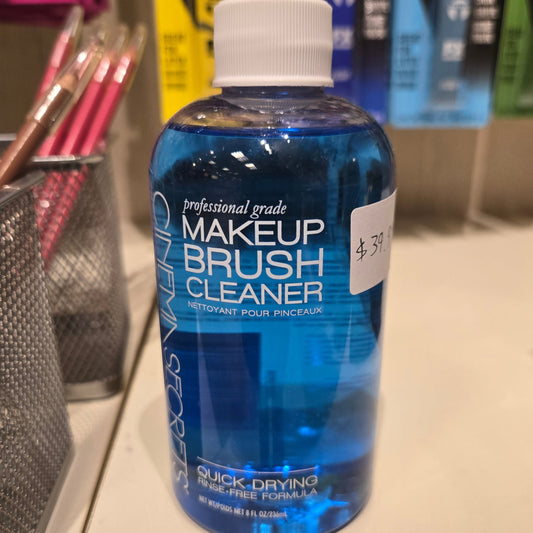 professional grade
MAKEUP
BRUSH
CLEANER
NETTOYANT POUR PINCEAUX
CINEMA SECRETS
QUICK-DRYING
RINSE-FREE FORMULA
NET WT/POIDS NET 8 FL OZ/236mL